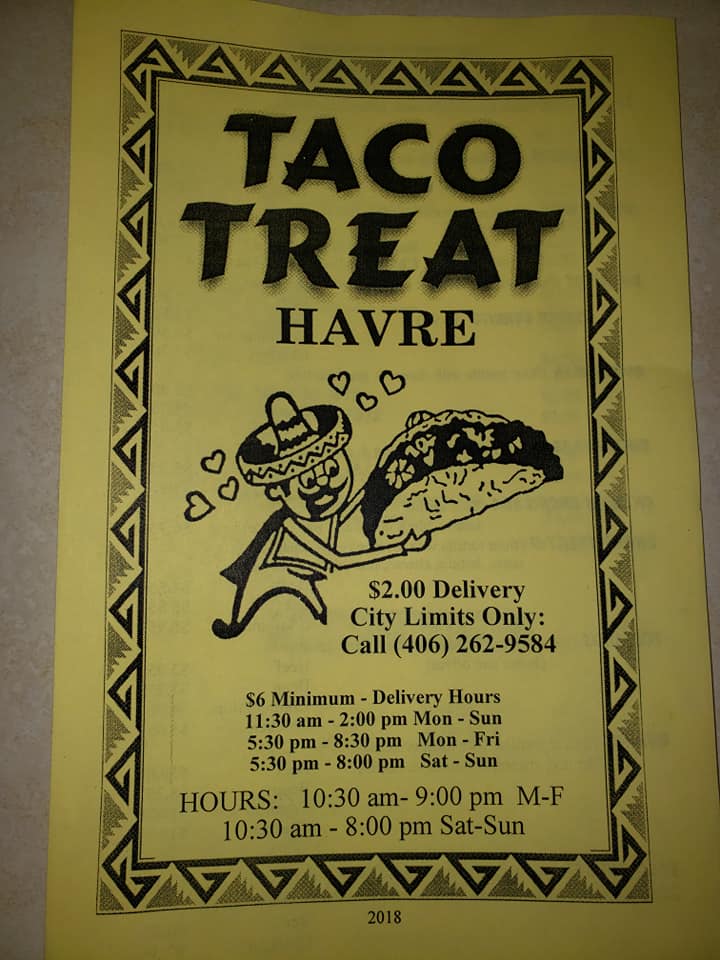 TACO
TREAT
HAVRE
$2.00 Delivery
City Limits Only:
Call (406) 262-9584
$6 Minimum - Delivery Hours
11:30 am - 2:00 pm Mon - Sun
5:30 pm - 8:30 pm Mon - Fri
5:30 pm - 8:00 pm Sat - Sun
HOURS: 10:30 am- 9:00 pm M-F
10:30 am - 8:00 pm Sat-Sun
2018